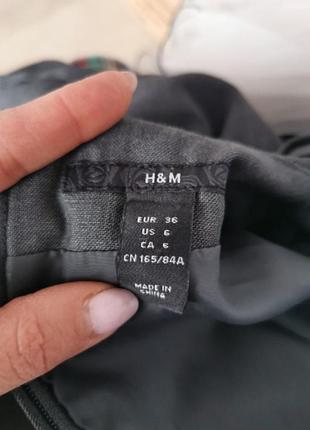 H&M
EUR 36
US 6
CA 6
CN 165/84A
MADE IN
CHINA